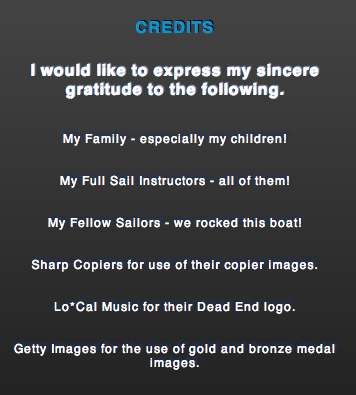 CREDITS
I would like to express my sincere
gratitude to the following.
My Family - especially my children!
My Full Sail Instructors - all of them!
My Fellow Sailors - we rocked this boat!
Sharp Copiers for use of their copier images.
Lo*Cal Music for their Dead End logo.
Getty Images for the use of gold and bronze medal
images.